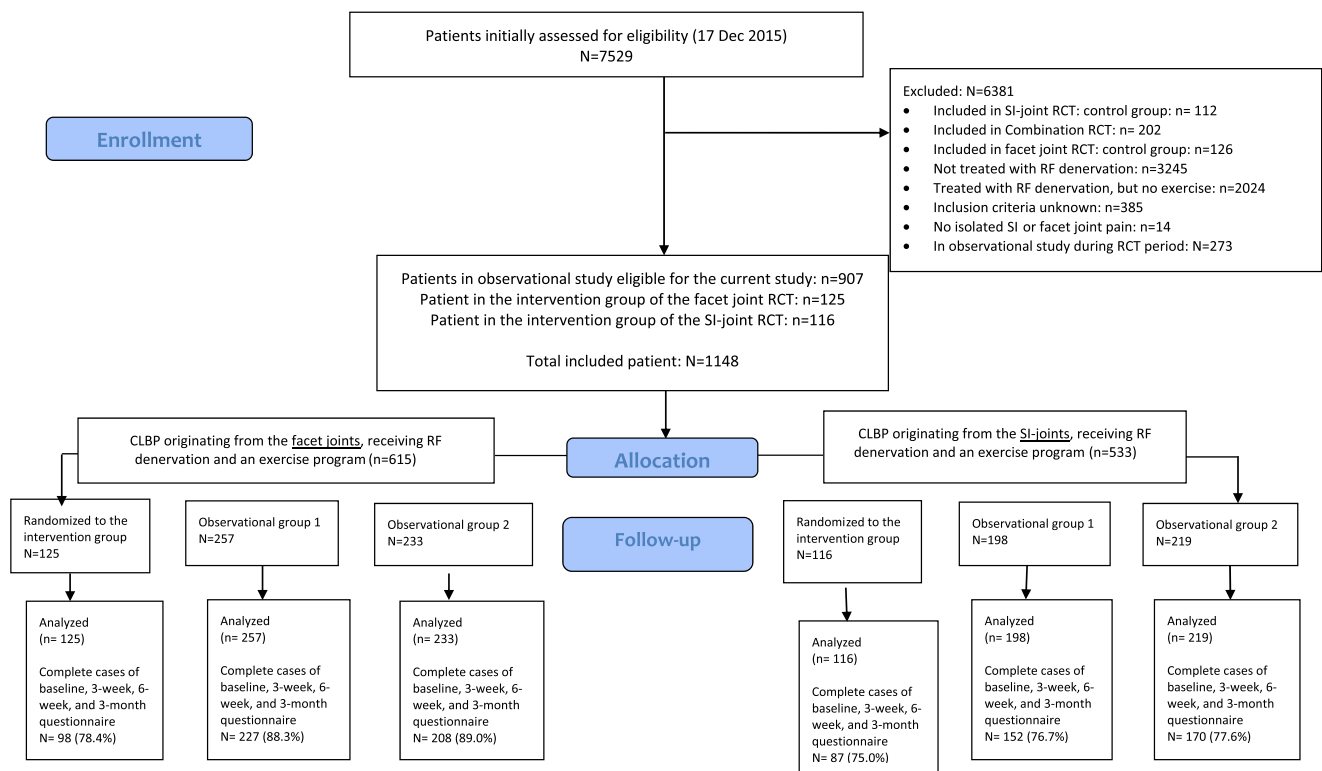 Patients initially assessed for eligibility (17 Dec 2015)
N=7529
Excluded: N=6381
• Included in SI-joint RCT: control group: n= 112
• Included in Combination RCT: n= 202
• Included in facet joint RCT: control group: n=126
• Not treated with RF denervation: n=3245
• Treated with RF denervation, but no exercise: n=2024
• Inclusion criteria unknown: n=385
• No isolated SI or facet joint pain: n=14
• In observational study during RCT period: N=273
Enrollment
Patients in observational study eligible for the current study: n=907
Patient in the intervention group of the facet joint RCT: n=125
Patient in the intervention group of the SI-joint RCT: n=116
Total included patient: N=1148
CLBP originating from the facet joints, receiving RF
denervation and an exercise program (n=615)
Allocation
CLBP originating from the SI-joints, receiving RF
denervation and an exercise program (n=533)
Randomized to the
intervention group
N=125
Observational group 1
N=257
Observational group 2
N=233
Follow-up
Randomized to the
intervention group
N=116
Observational group 1
N=198
Observational group 2
N=219
Analyzed
(n= 125)
Complete cases of
baseline, 3-week, 6-
week, and 3-month
questionnaire
N= 98 (78.4%)
Analyzed
(n= 257)
Complete cases of
baseline, 3-week, 6-
week, and 3-month
questionnaire
N= 227 (88.3%)
Analyzed
(n= 233)
Complete cases of
baseline, 3-week, 6-
week, and 3-month
questionnaire
N= 208 (89.0%)
Analyzed
(n= 116)
Complete cases of
baseline, 3-week, 6-
week, and 3-month
questionnaire
N= 87 (75.0%)
Analyzed
(n= 198)
Complete cases of
baseline, 3-week, 6-
week, and 3-month
questionnaire
N= 152 (76.7%)
Analyzed
(n= 219)
Complete cases of
baseline, 3-week, 6-
week, and 3-month
questionnaire
N= 170 (77.6%)